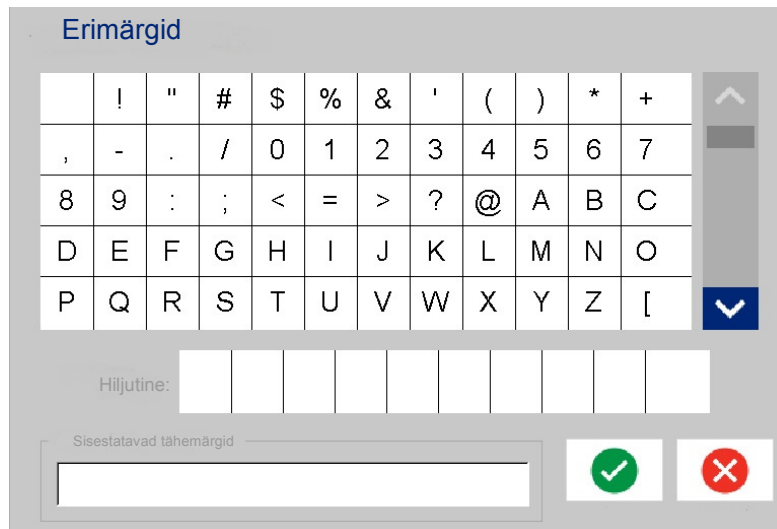 Erimärgid
! " # $ % & ' ( ) * +
, - . / 0 1 2 3 4 5 6 7
8 9 : ; < = > ? @ A B C
D E F G H I J K L M N O
P Q R S T U V W X Y Z [
Hiljutine:
Sisestatavad tähemärgid